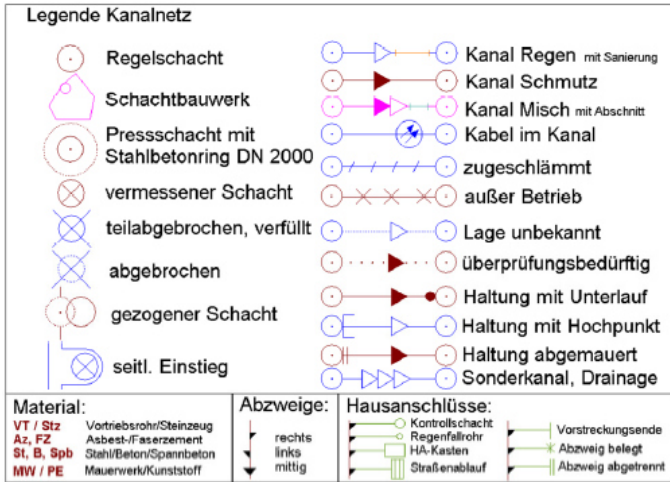 Legende Kanalnetz
Regelschacht
Schachtbauwerk
Pressschacht mit
Stahlbetonring DN 2000
vermessener Schacht
teilabgebrochen, verfüllt
abgebrochen
gezogener Schacht
seitl. Einstieg
Kanal Regen mit Sanierung
Kanal Schmutz
Kanal Misch mit Abschnitt
Kabel im Kanal
zugeschlämmt
außer Betrieb
Lage unbekannt
überprüfungsbedürftig
Haltung mit Unterlauf
Haltung mit Hochpunkt
Haltung abgemauert
Sonderkanal, Drainage
Material:
VT / Stz Vortriebsrohr/Steinzeug
Az, FZ Asbest-/Faserzement
St, B, Spb Stahl/Beton/Spannbeton
MW / PE Mauerwerk/Kunststoff
Abzweige:
rechts
links
mittig
Hausanschlüsse:
Kontrollschacht
Regenfallrohr
HA-Kasten
Straßenablauf
Vorstreckungsende
Abzweig belegt
Abzweig abgetrennt